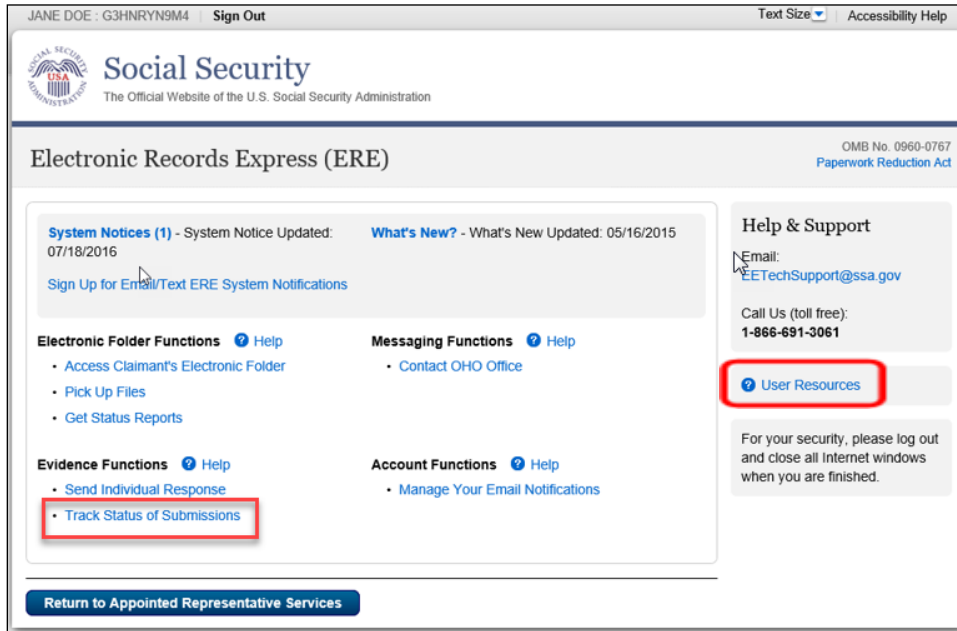 JANE DOE : G3HNRYN9M4 Sign Out Text Size Accessibility Help
SOCIAL SECURITY ADMINISTRATION
USA
Social Security
The Official Website of the U.S. Social Security Administration
Electronic Records Express (ERE)
OMB No. 0960-0767
Paperwork Reduction Act
System Notices (1) - System Notice Updated:
07/18/2016
What's New? - What's New Updated: 05/16/2015
Sign Up for Email/Text ERE System Notifications
Electronic Folder Functions ? Help
• Access Claimant's Electronic Folder
• Pick Up Files
• Get Status Reports
Messaging Functions ? Help
• Contact OHO Office
Evidence Functions ? Help
• Send Individual Response
• Track Status of Submissions
Account Functions ? Help
• Manage Your Email Notifications
Return to Appointed Representative Services
Help & Support
Email:
EETechSupport@ssa.gov
Call Us (toll free):
1-866-691-3061
? User Resources
For your security, please log out
and close all Internet windows
when you are finished.